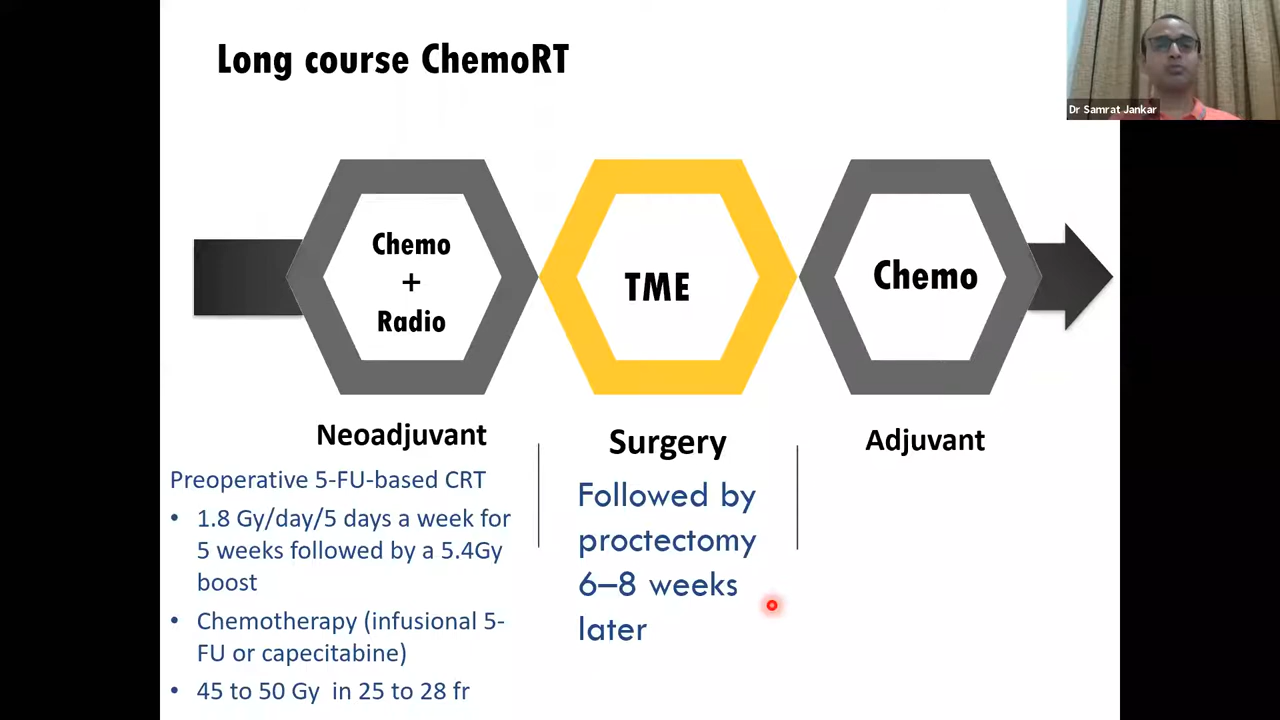 Long course ChemoRT
Dr Samrat Jankar
Chemo
+
Radio
TME
Chemo
Neoadjuvant
Surgery
Adjuvant
Preoperative 5-FU-based CRT
• 1.8 Gy/day/5 days a week for
5 weeks followed by a 5.4Gy
boost
• Chemotherapy (infusional 5-
FU or capecitabine)
• 45 to 50 Gy in 25 to 28 fr
Followed by
proctectomy
6–8 weeks
later